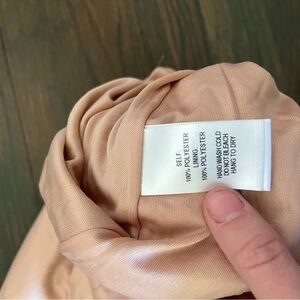 SELF:
100% POLYESTER
LINING:
100% POLYESTER
HAND WASH COLD
DO NOT BLEACH
HANG TO DRY